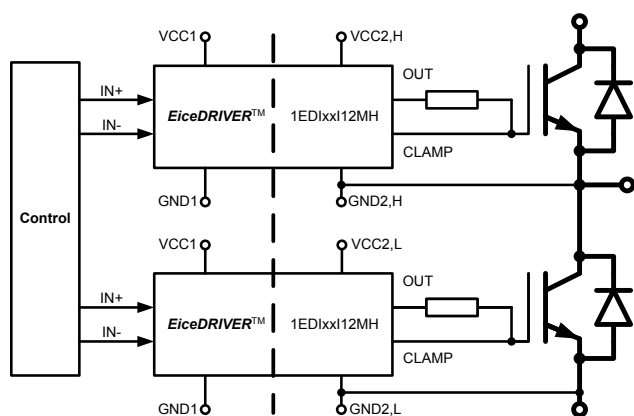 VCC1
VCC2,H
OUT
IN+
EiceDRIVER™
1EDIxxI12MH
IN-
CLAMP
GND1
GND2,H
Control
VCC1
VCC2,L
OUT
IN+
EiceDRIVER™
1EDIxxI12MH
IN-
CLAMP
GND1
GND2,L